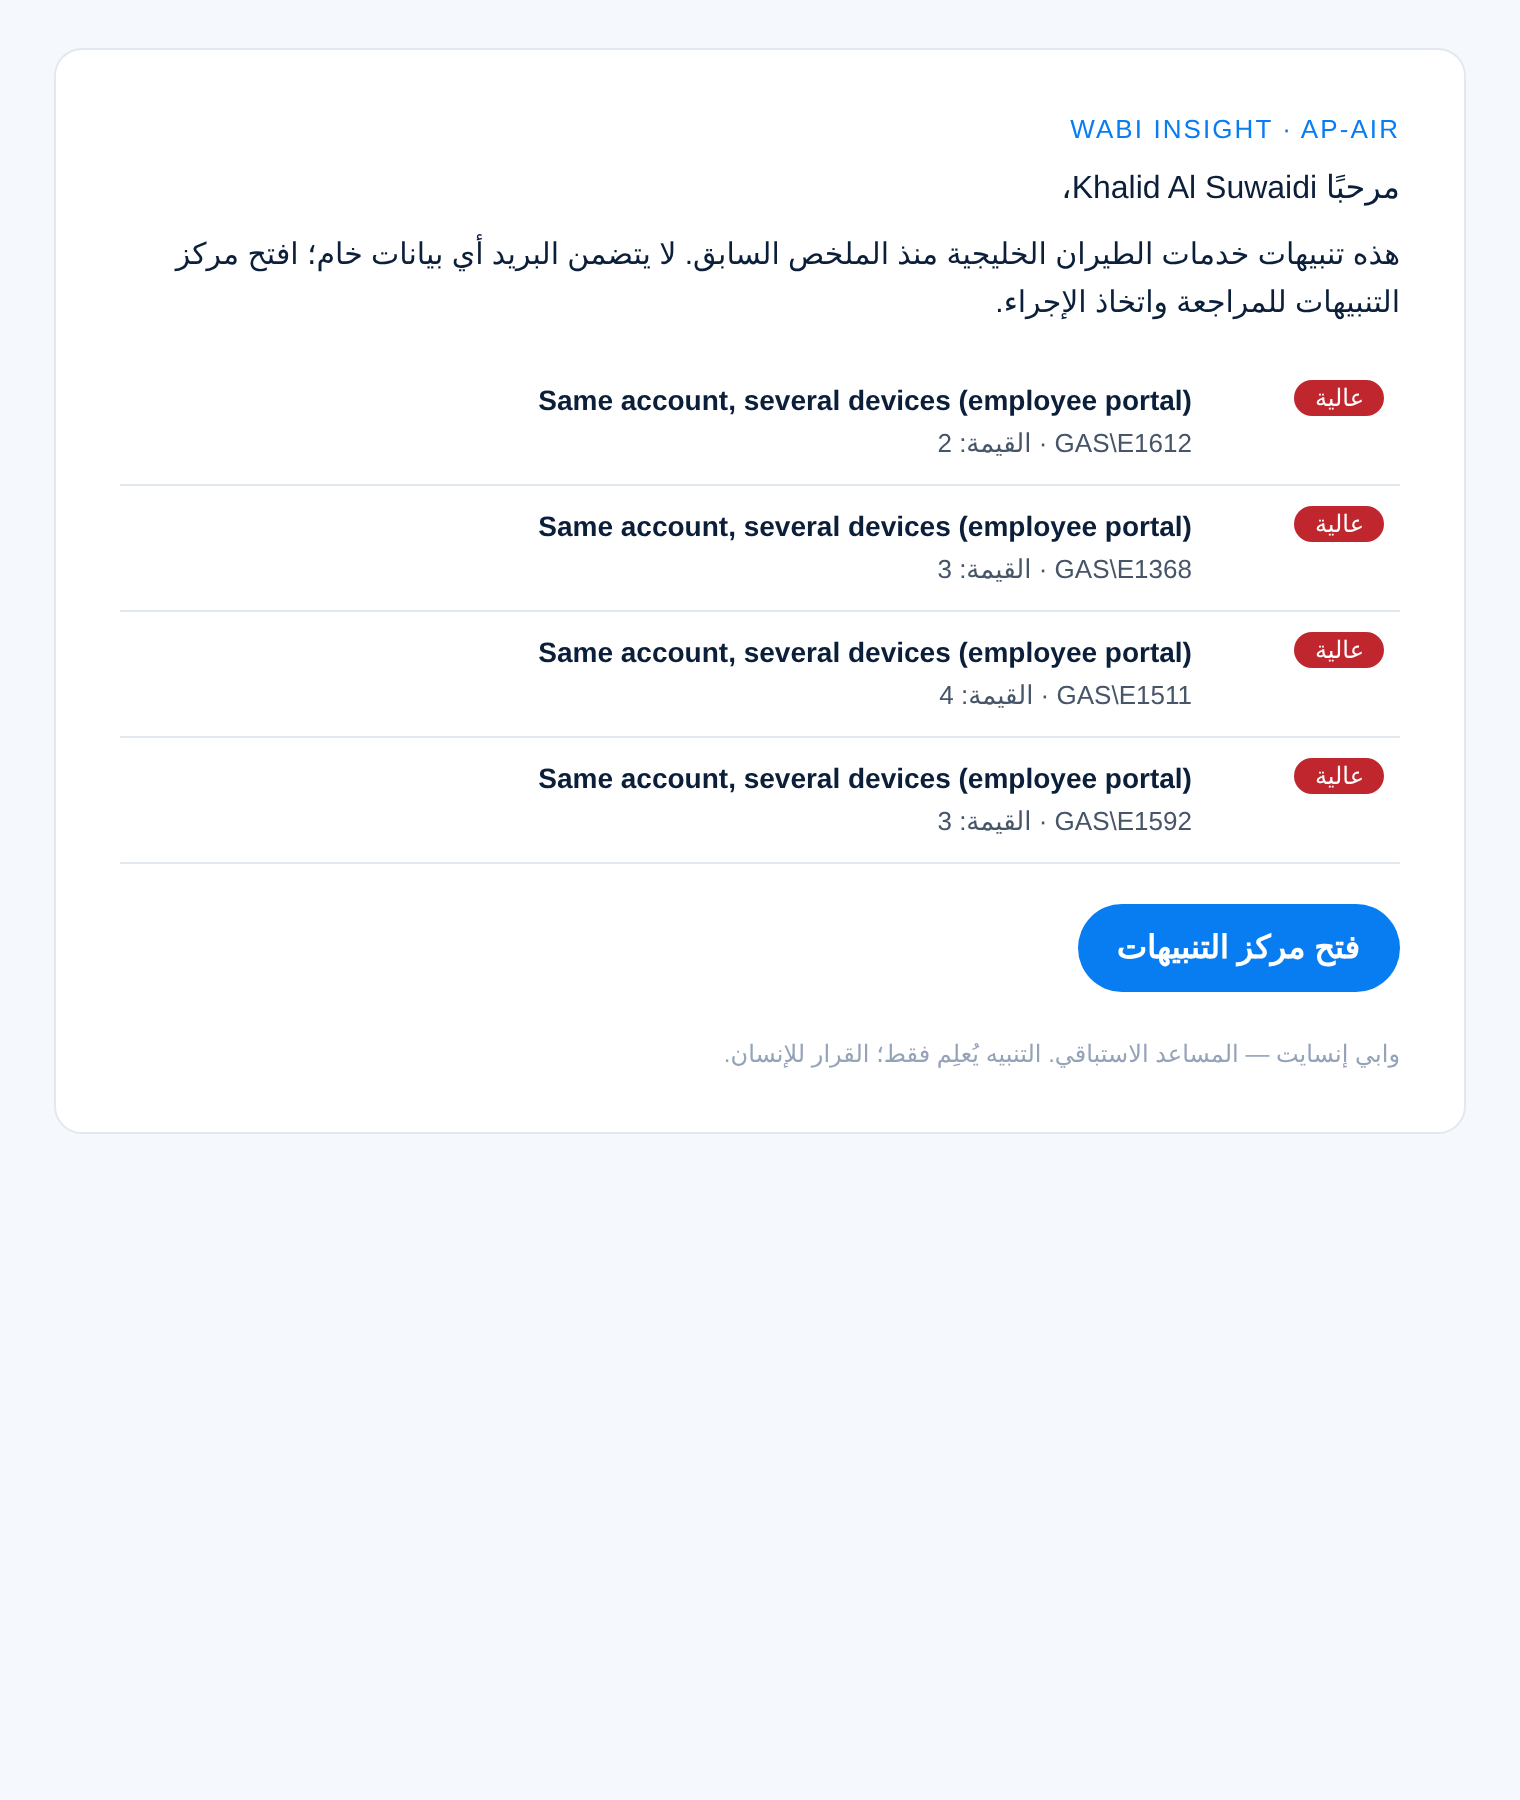 WABI INSIGHT · AP-AIR
مرحبًا Khalid Al Suwaidi،
هذه تنبيهات خدمات الطيران الخليجية منذ الملخص السابق. لا يتضمن البريد أي بيانات خام؛ افتح مركز
التنبيهات للمراجعة واتخاذ الإجراء.
عالية
Same account, several devices (employee portal)
GAS\E1612 · القيمة: 2
عالية
Same account, several devices (employee portal)
GAS\E1368 · القيمة: 3
عالية
Same account, several devices (employee portal)
GAS\E1511 · القيمة: 4
عالية
Same account, several devices (employee portal)
GAS\E1592 · القيمة: 3
فتح مركز التنبيهات
وابي إنسايت — المساعد الاستباقي. التنبيه يُعلِم فقط؛ القرار للإنسان.